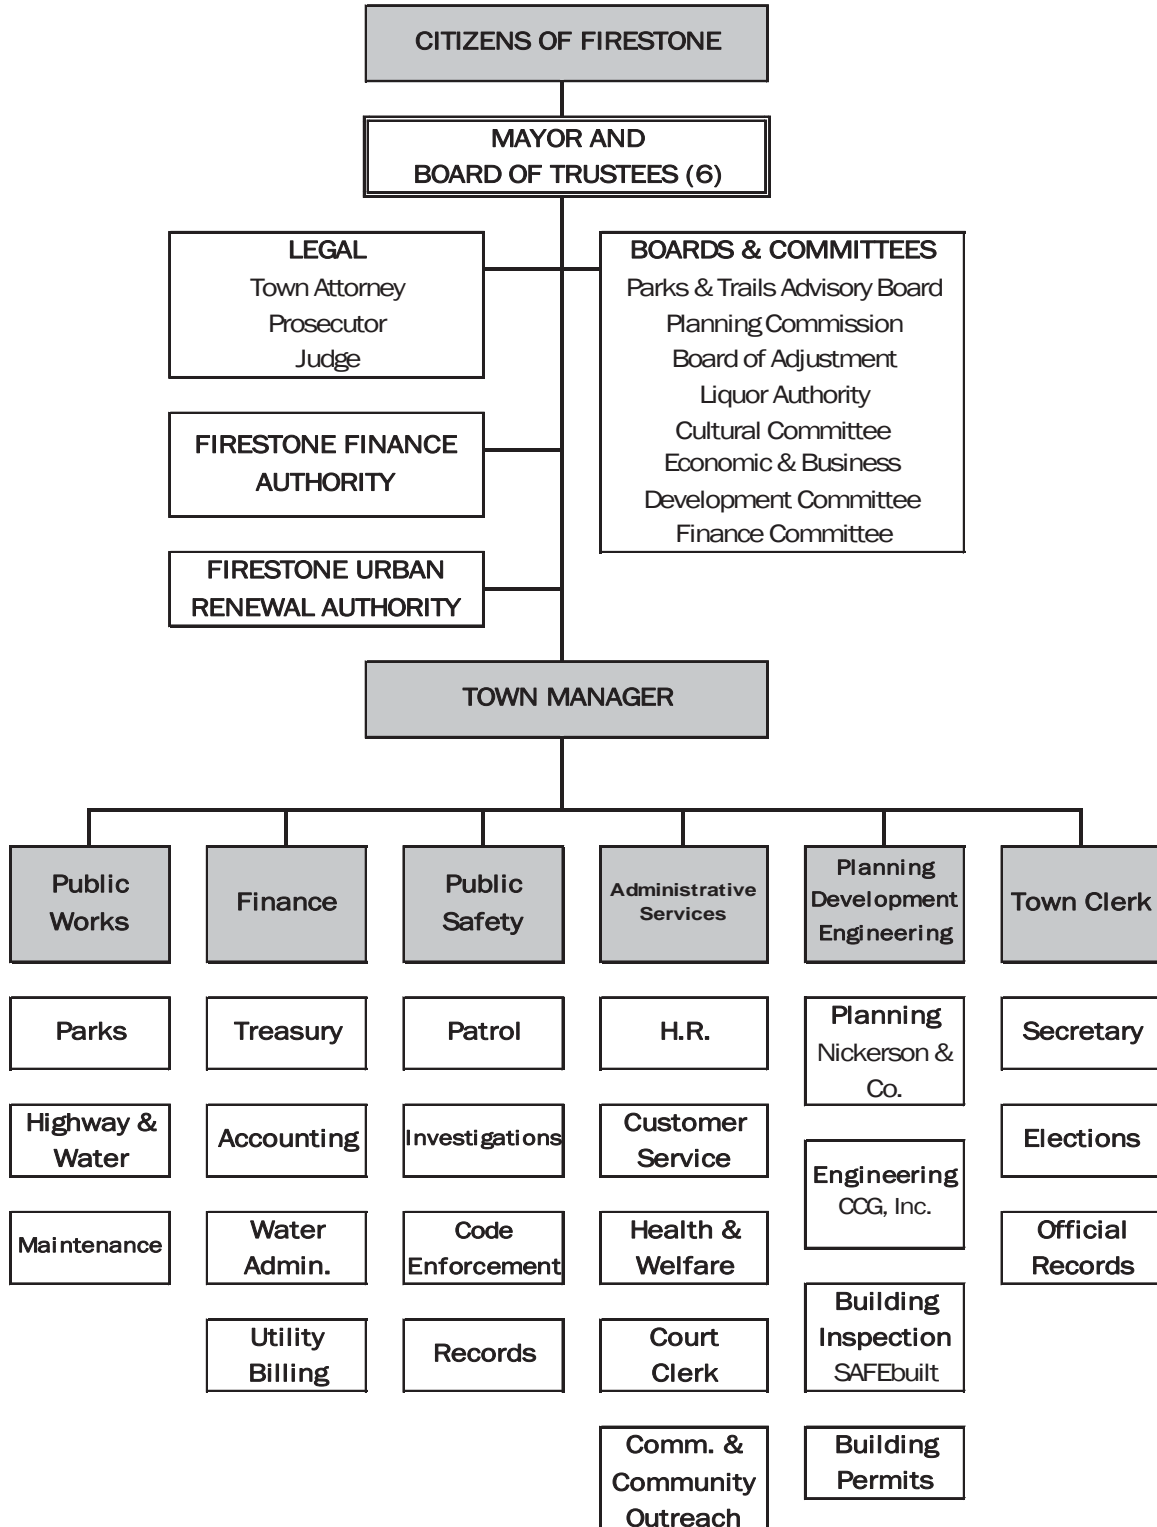 CITIZENS OF FIRESTONE
MAYOR AND
BOARD OF TRUSTEES (6)
LEGAL
Town Attorney
Prosecutor
Judge
BOARDS & COMMITTEES
Parks & Trails Advisory Board
Planning Commission
Board of Adjustment
Liquor Authority
Cultural Committee
Economic & Business
Development Committee
Finance Committee
FIRESTONE FINANCE
AUTHORITY
FIRESTONE URBAN
RENEWAL AUTHORITY
TOWN MANAGER
Public
Works
Parks
Highway &
Water
Maintenance
Finance
Treasury
Accounting
Water
Admin.
Utility
Billing
Public
Safety
Patrol
Investigations
Code
Enforcement
Records
Administrative
Services
H.R.
Customer
Service
Health &
Welfare
Court
Clerk
Comm. &
Community
Outreach
Planning
Development
Engineering
Planning
Nickerson &
Co.
Engineering
CCG, Inc.
Building
Inspection
SAFEbuilt
Building
Permits
Town Clerk
Secretary
Elections
Official
Records